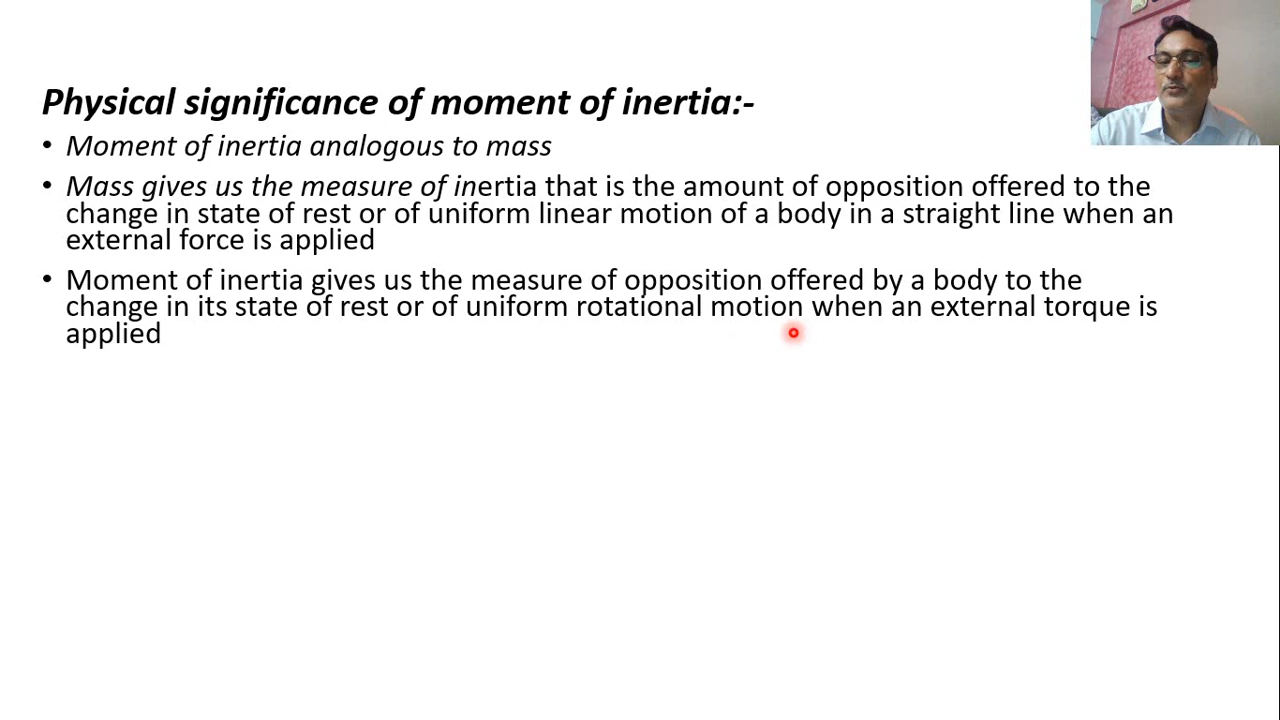 Physical significance of moment of inertia:-
• Moment of inertia analogous to mass
• Mass gives us the measure of inertia that is the amount of opposition offered to the
change in state of rest or of uniform linear motion of a body in a straight line when an
external force is applied
• Moment of inertia gives us the measure of opposition offered by a body to the
change in its state of rest or of uniform rotational motion when an external torque is
applied